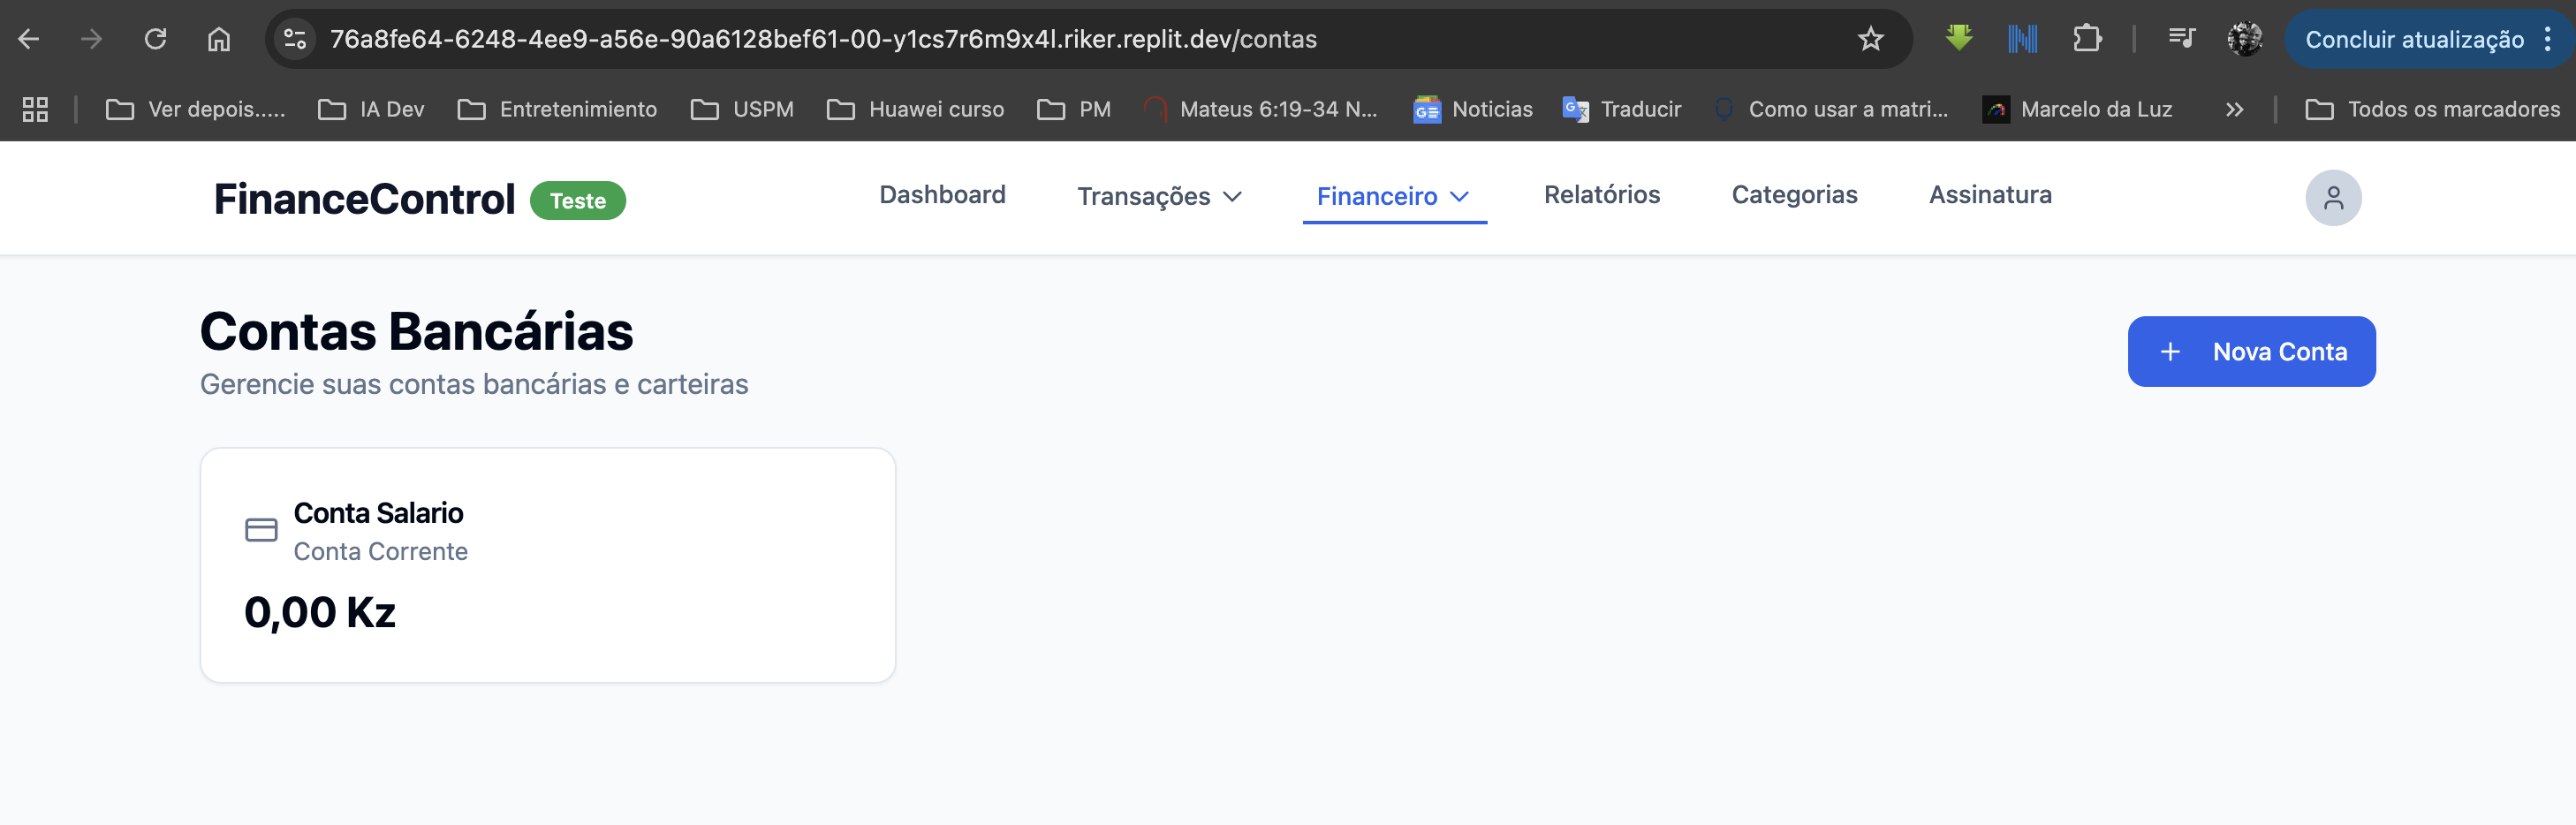 76a8fe64-6248-4ee9-a56e-90a6128bef61-00-y1cs7r6m9x4l.riker.replit.dev/contas
Concluir atualização
Ver depois.....
IA Dev
Entretenimiento
USPM
Huawei curso
PM
Mateus 6:19-34 N...
Noticias
Traducir
Como usar a matri...
Marcelo da Luz
Todos os marcadores
FinanceControl
Teste
Dashboard
Transações
Financeiro
Relatórios
Categorias
Assinatura
Contas Bancárias
Gerencie suas contas bancárias e carteiras
+ Nova Conta
Conta Salario
Conta Corrente
0,00 Kz